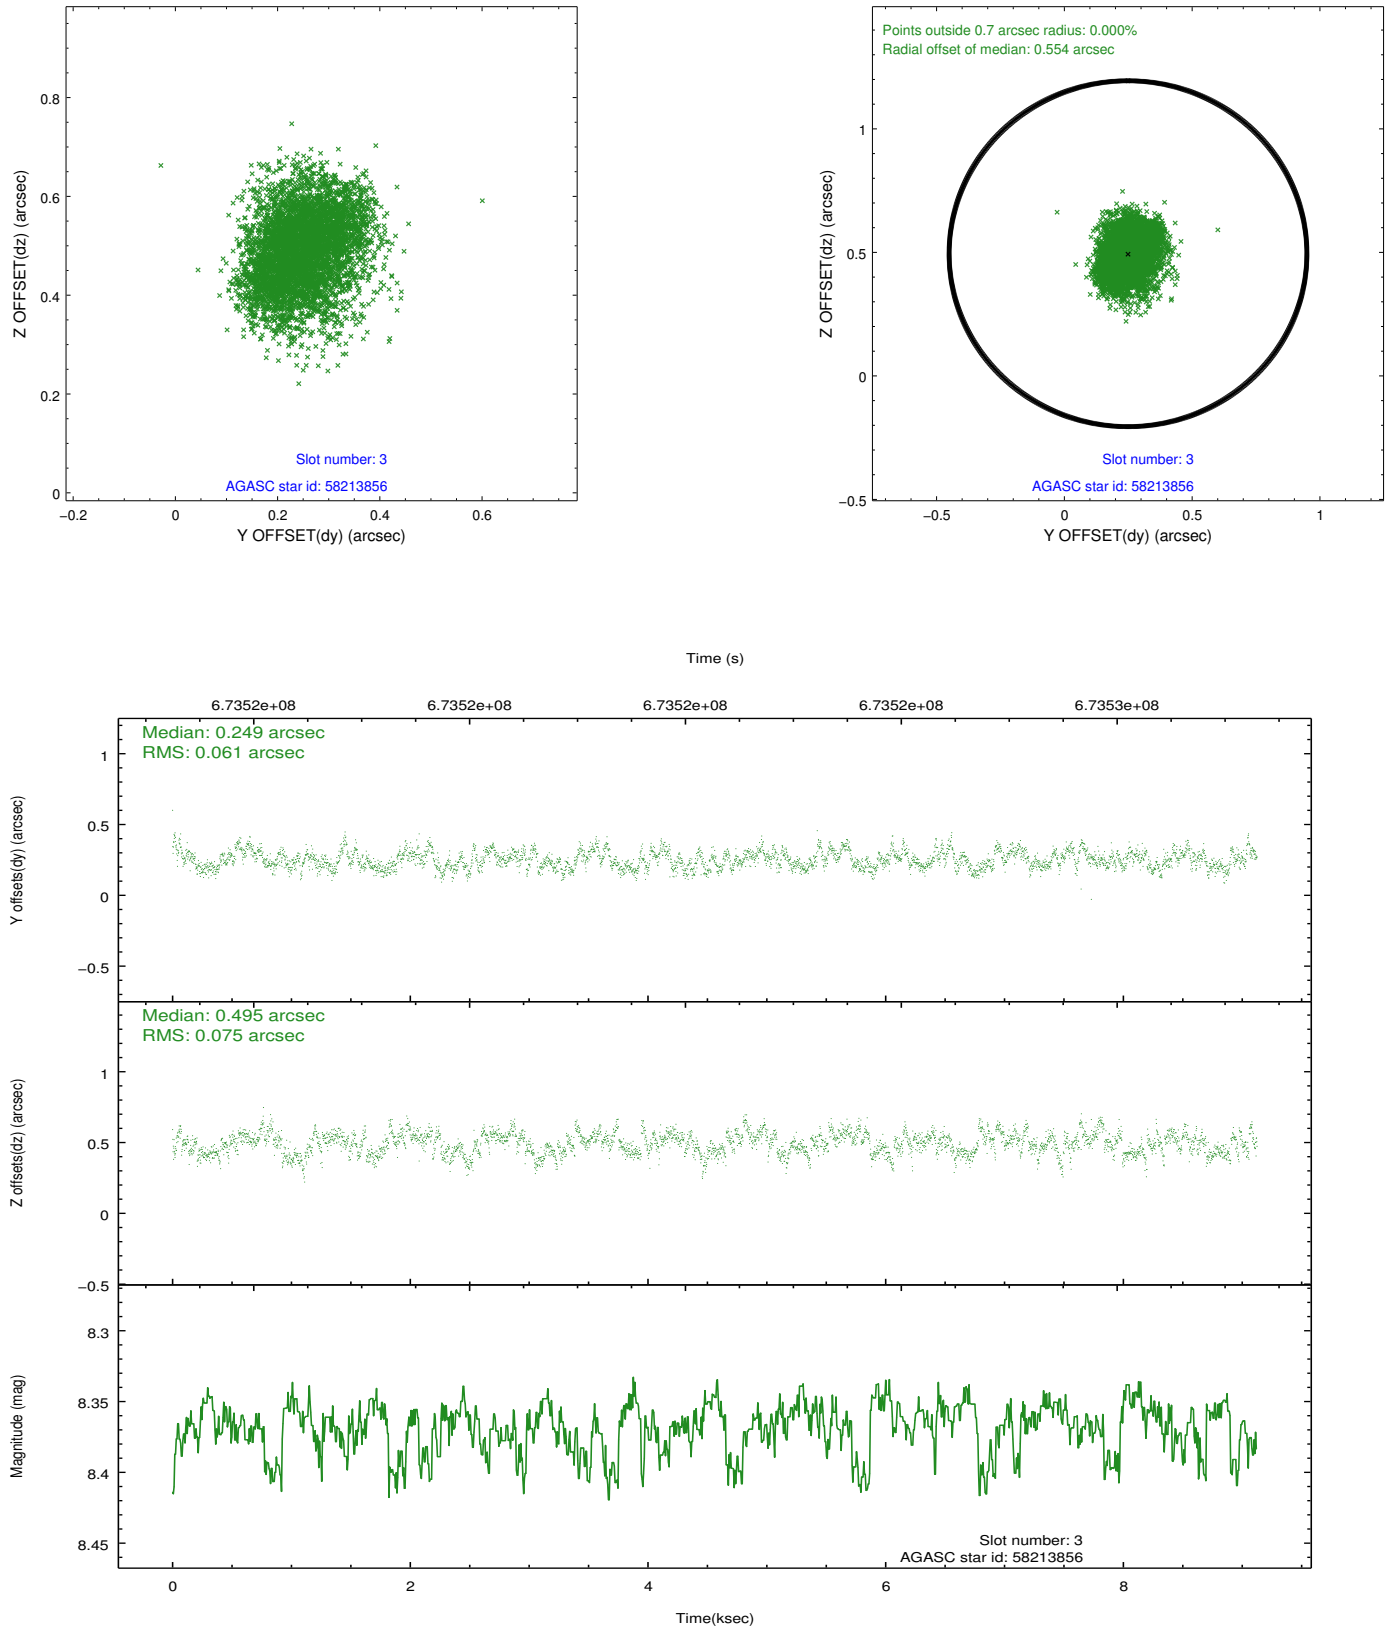 0.8
0.6
0.4
0.2
0
−0.2
0
0.2
0.4
0.6
Z OFFSET(dz) (arcsec)
Y OFFSET(dy) (arcsec)
Slot number: 3
AGASC star id: 58213856
Points outside 0.7 arcsec radius: 0.000%
Radial offset of median: 0.554 arcsec
1
0.5
0
−0.5
−0.5
0
0.5
1
Z OFFSET(dz) (arcsec)
Y OFFSET(dy) (arcsec)
Slot number: 3
AGASC star id: 58213856
Time (s)
6.7352e+08
6.7352e+08
6.7352e+08
6.7352e+08
6.7353e+08
Median: 0.249 arcsec
RMS: 0.061 arcsec
1
0.5
0
−0.5
Y offsets(dy) (arcsec)
Median: 0.495 arcsec
RMS: 0.075 arcsec
1
0.5
0
−0.5
Z offsets(dz) (arcsec)
8.3
8.35
8.4
8.45
Magnitude (mag)
Slot number: 3
AGASC star id: 58213856
0
2
4
6
8
Time(ksec)